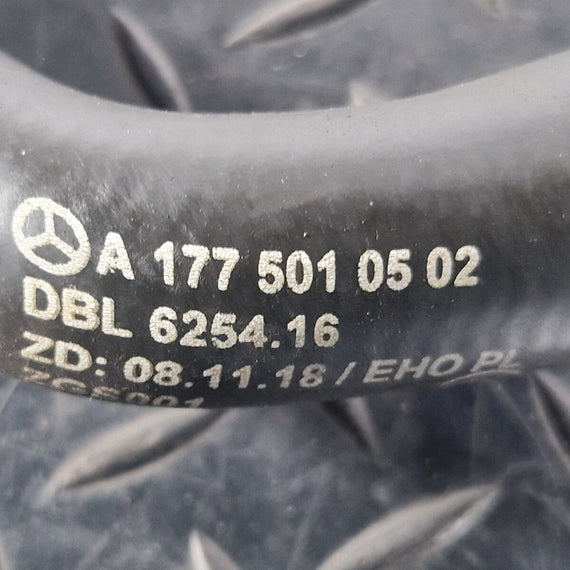 A 177 501 05 02
DBL 6254.16
ZD: 08.11.18 / EHO PL